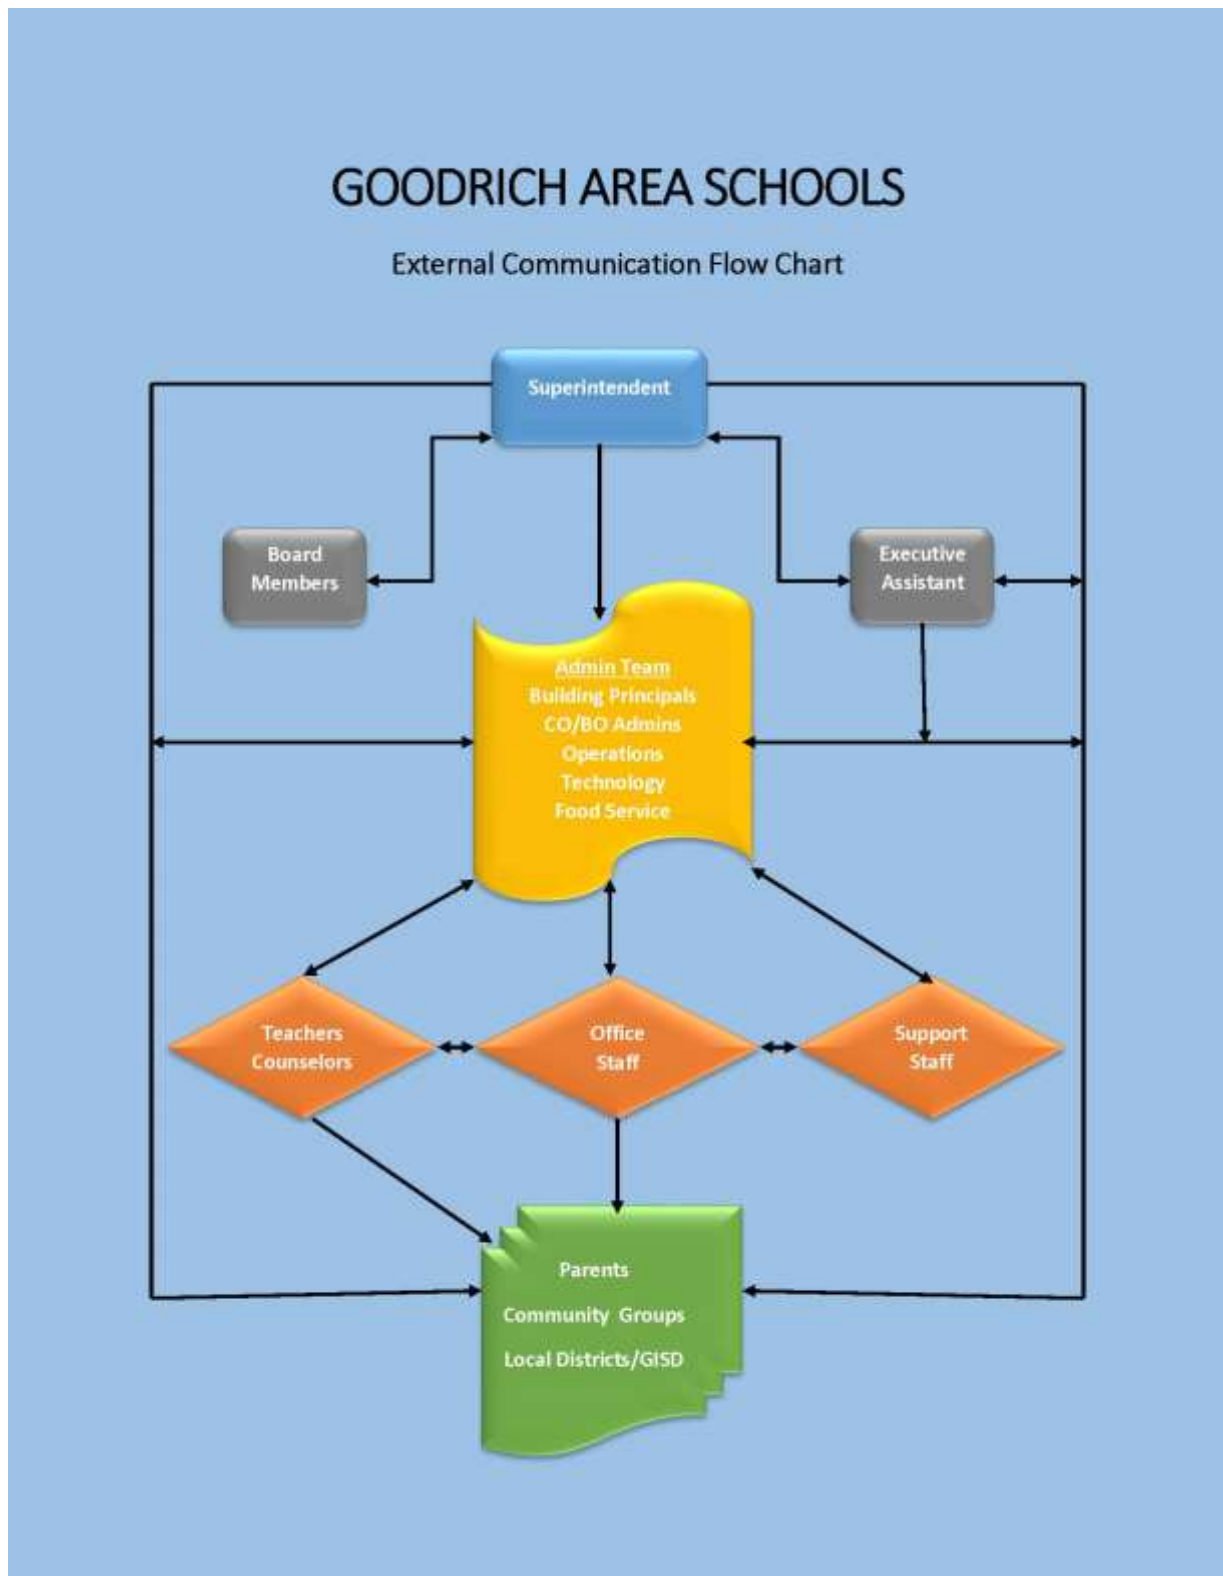 GOODRICH AREA SCHOOLS
External Communication Flow Chart
Superintendent
Board
Members
Executive
Assistant
Admin Team
Building Principals
CO/BO Admins
Operations
Technology
Food Service
Teachers
Counselors
Office
Staff
Support
Staff
Parents
Community Groups
Local Districts/GISD